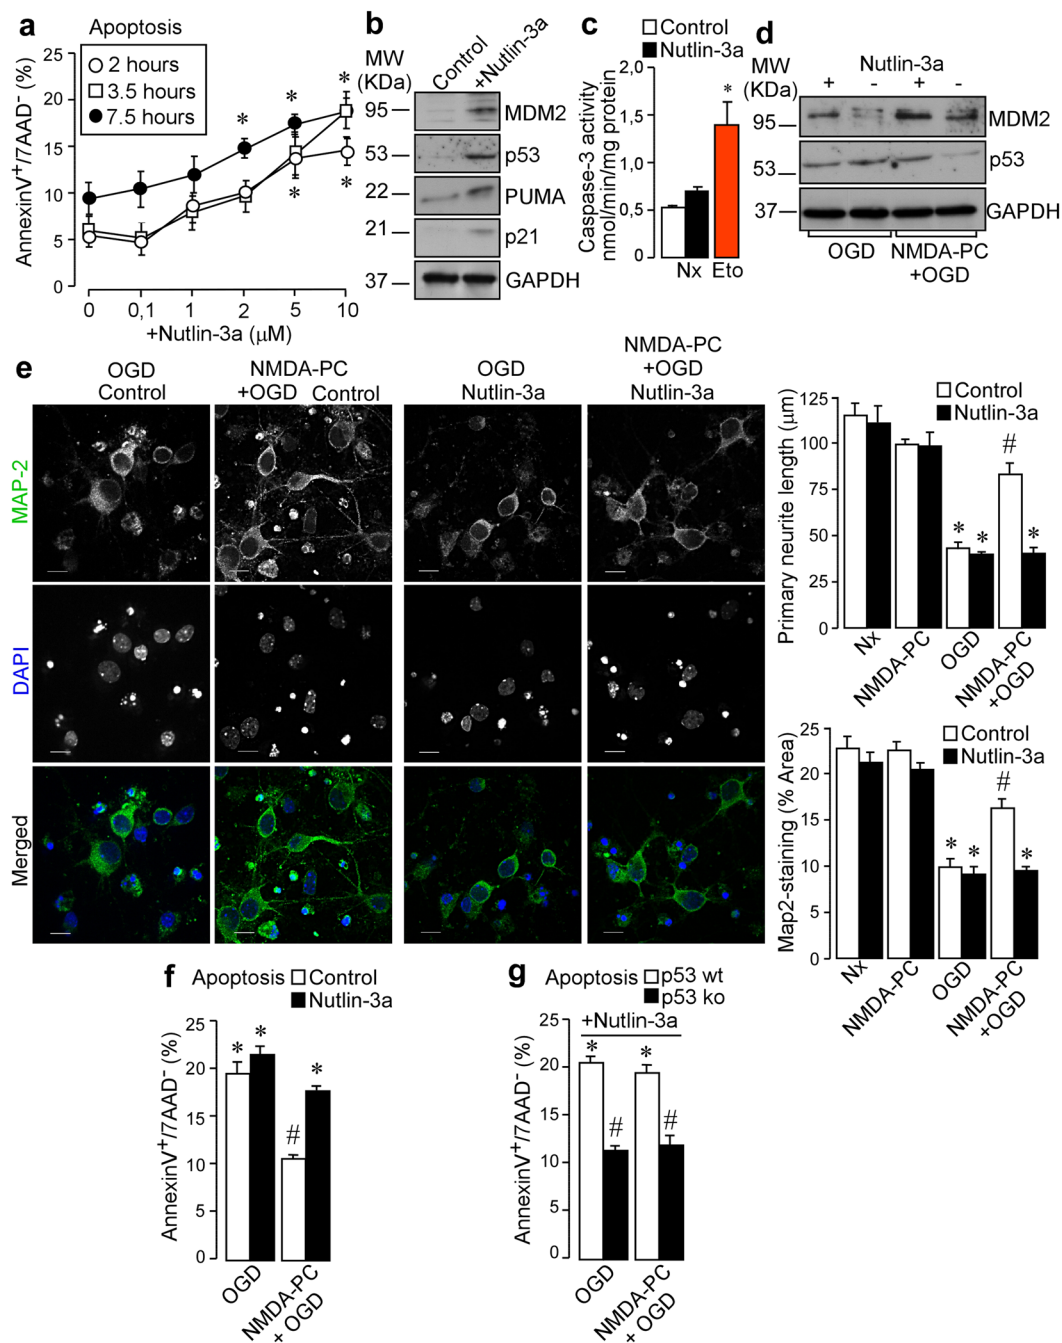 a
Apoptosis
2 hours
3.5 hours
7.5 hours
AnnexinV+/7AAD- (%)
25
20
15
10
5
0
* * *
* *
0 0,1 1 2 5 10
+Nutlin-3a (μM)
b
MW
(KDa)
Control
+Nutlin-3a
95 MDM2
53 p53
22 PUMA
21 p21
37 GAPDH
c
Control
Nutlin-3a
Caspase-3 activity
nmol/min/mg protein
2,0
1,5
1,0
0,5
0
*
Nx Eto
d
Nutlin-3a
MW
(KDa)
+ - + -
95 MDM2
53 p53
37 GAPDH
OGD NMDA-PC
+OGD
e
OGD
Control
NMDA-PC
+OGD Control
OGD
Nutlin-3a
NMDA-PC
+OGD
Nutlin-3a
MAP-2
DAPI
Merged
Control
Nutlin-3a
Primary neurite length (μm)
125
100
75
50
25
0
* * # *
Nx
NMDA-PC
OGD
NMDA-PC
+OGD
Control
Nutlin-3a
Map2-staining (% Area)
25
20
15
10
5
0
* * # *
Nx
NMDA-PC
OGD
NMDA-PC
+OGD
f
Apoptosis Control
Nutlin-3a
AnnexinV+/7AAD- (%)
25
20
15
10
5
0
* * # *
OGD
NMDA-PC
+ OGD
g
Apoptosis p53 wt
p53 ko
+Nutlin-3a
AnnexinV+/7AAD- (%)
25
20
15
10
5
0
* # * #
OGD
NMDA-PC
+ OGD